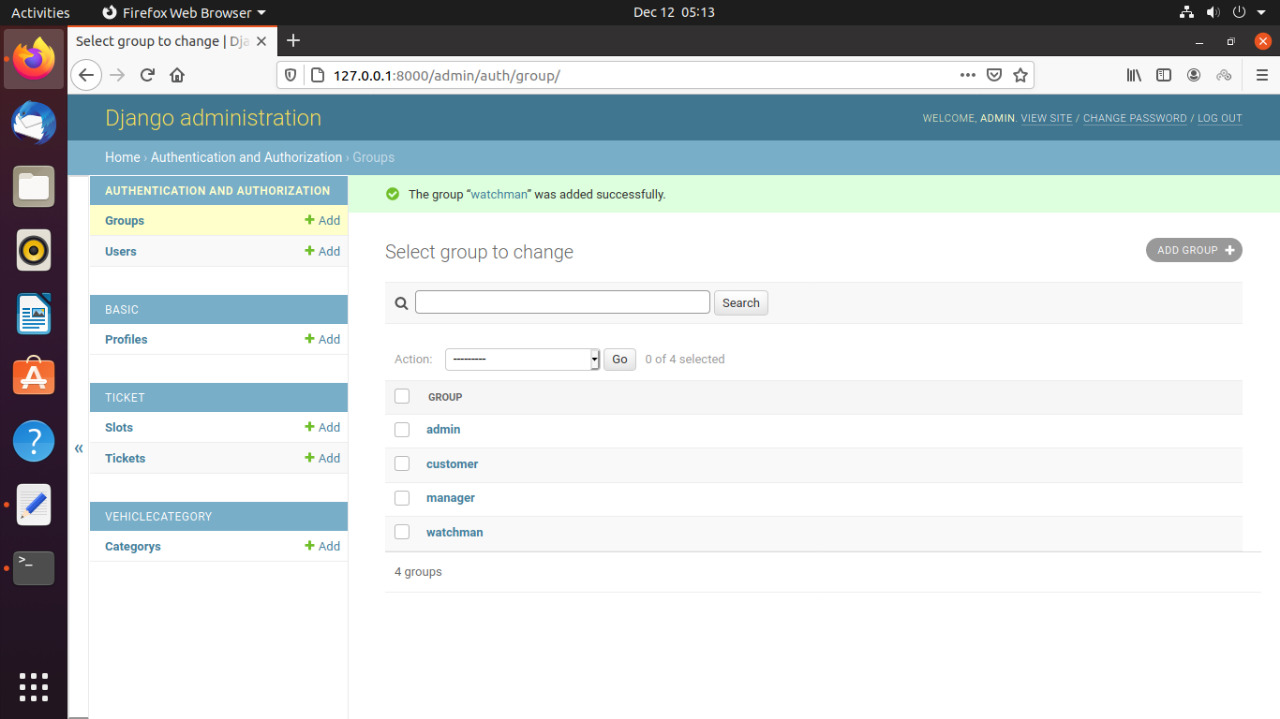 Activities Firefox Web Browser Dec 12 05:13
Select group to change | Dja
127.0.0.1:8000/admin/auth/group/
Django administration WELCOME, ADMIN. VIEW SITE / CHANGE PASSWORD / LOG OUT
Home › Authentication and Authorization › Groups
AUTHENTICATION AND AUTHORIZATION
Groups + Add
Users + Add
BASIC
Profiles + Add
TICKET
Slots + Add
Tickets + Add
VEHICLECATEGORY
Categorys + Add
«
The group “watchman” was added successfully.
Select group to change
ADD GROUP +
Search
Action: --------- Go 0 of 4 selected
GROUP
admin
customer
manager
watchman
4 groups